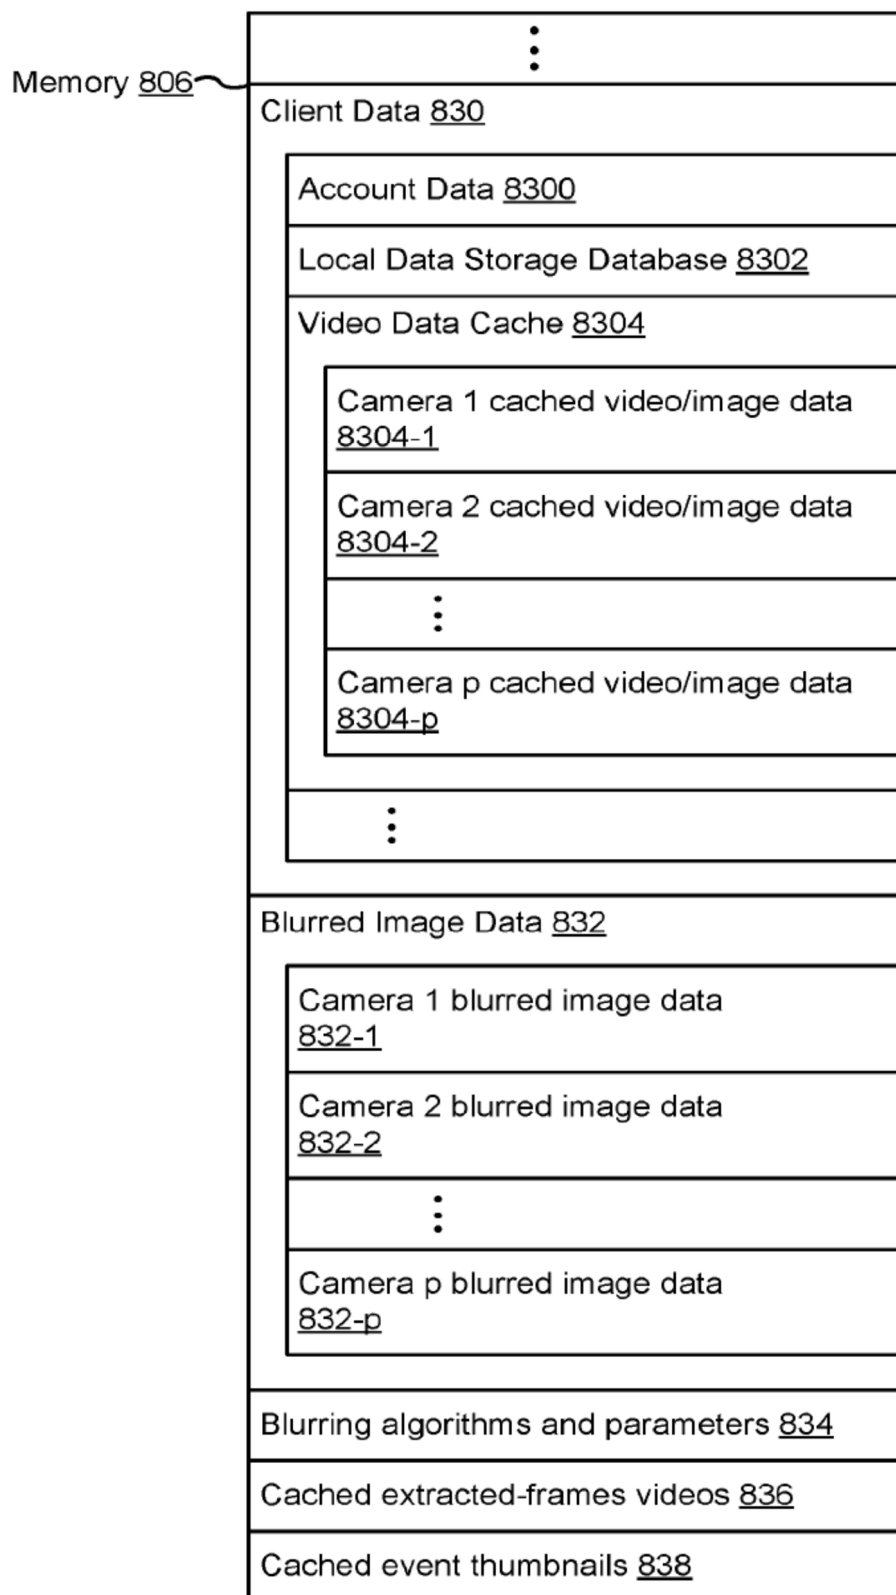 Memory 806
Client Data 830
Account Data 8300
Local Data Storage Database 8302
Video Data Cache 8304
Camera 1 cached video/image data
8304-1
Camera 2 cached video/image data
8304-2
Camera p cached video/image data
8304-p
Blurred Image Data 832
Camera 1 blurred image data
832-1
Camera 2 blurred image data
832-2
Camera p blurred image data
832-p
Blurring algorithms and parameters 834
Cached extracted-frames videos 836
Cached event thumbnails 838